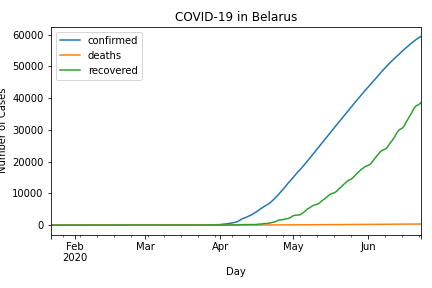 COVID-19 in Belarus
confirmed
deaths
recovered
60000
50000
40000
30000
20000
10000
0
Number of Cases
Feb
2020
Mar
Apr
May
Jun
Day